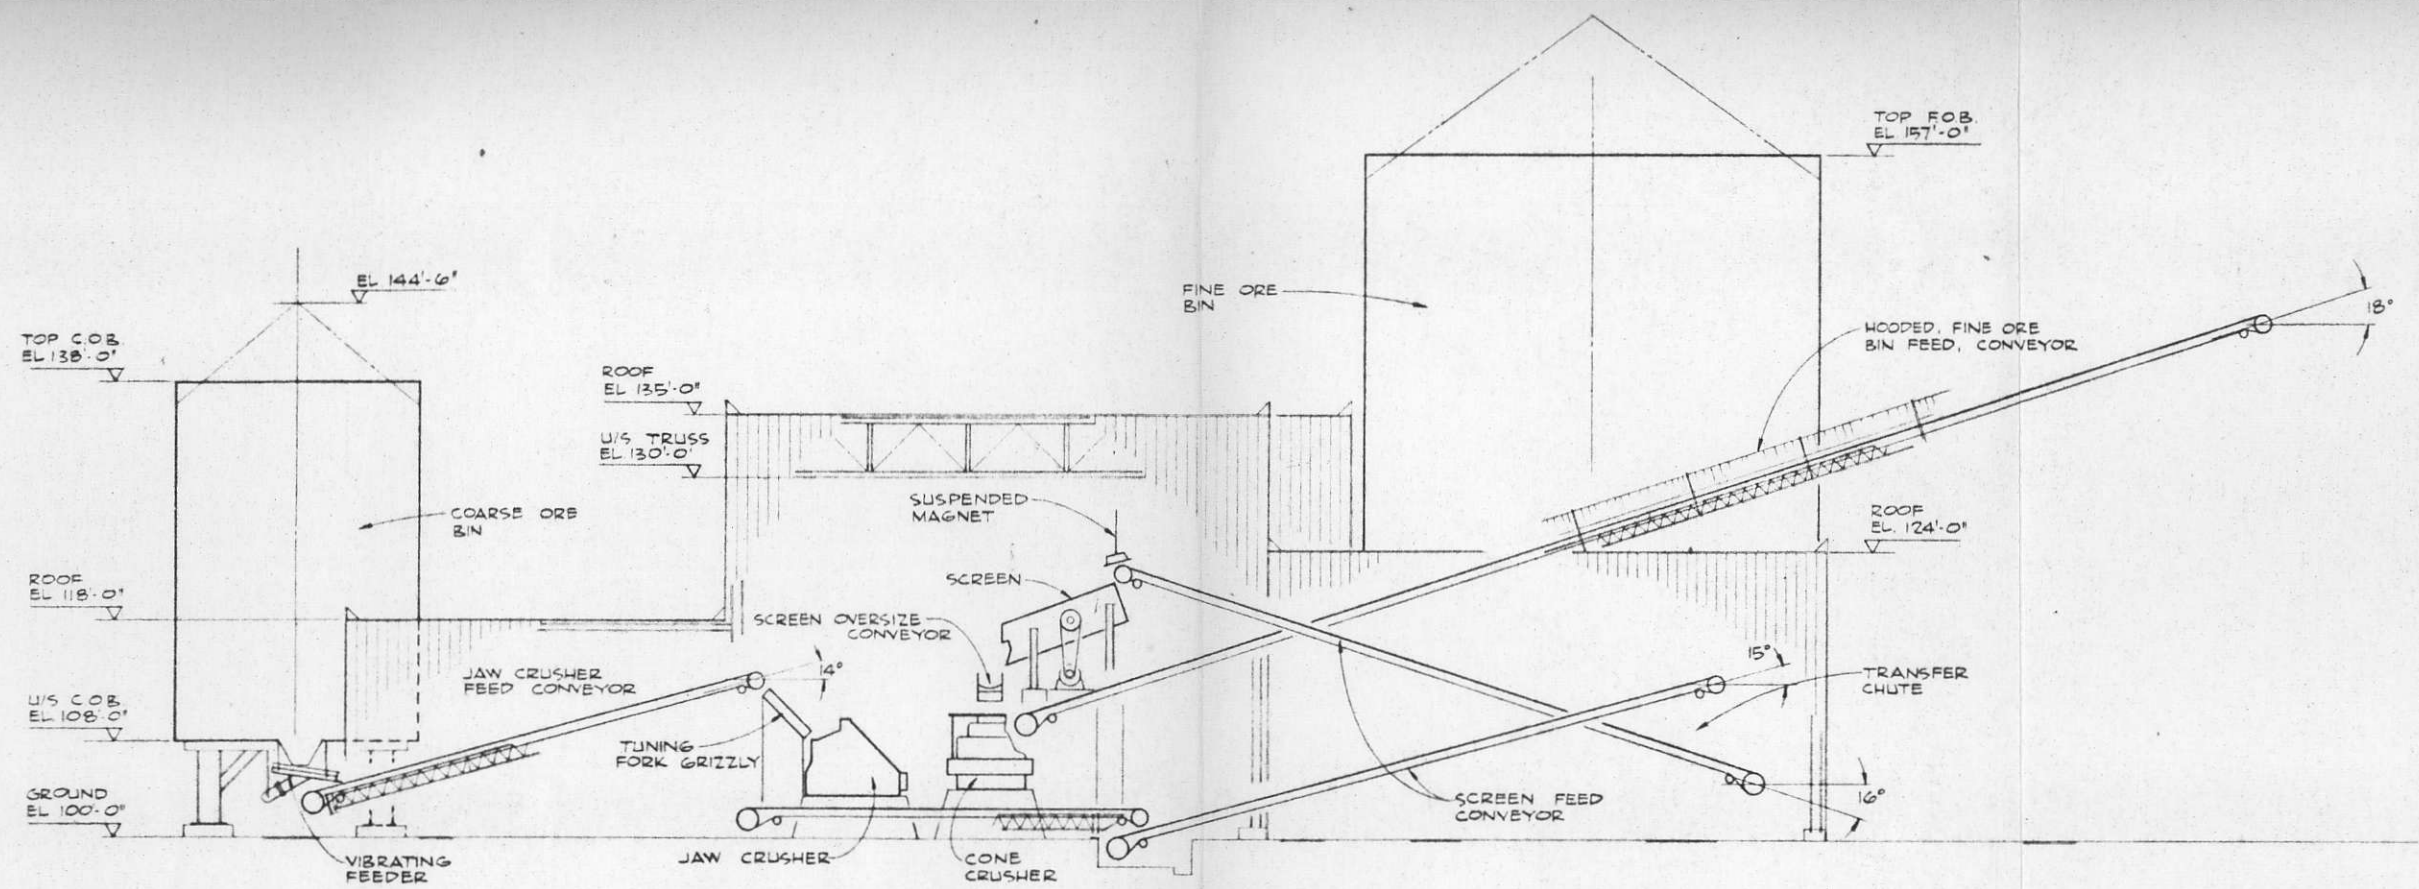 TOP F.O.B.
EL 157'-0"
EL 144'-6"
FINE ORE
BIN
18°
HOODED, FINE ORE
BIN FEED, CONVEYOR
TOP C.O.B.
EL 138'-0"
ROOF
EL 135'-0"
U/S TRUSS
EL 130'-0"
SUSPENDED
MAGNET
COARSE ORE
BIN
ROOF
EL. 124'-0"
ROOF
EL 118'-0"
SCREEN
SCREEN OVERSIZE
CONVEYOR
JAW CRUSHER
FEED CONVEYOR
14°
15°
TRANSFER
CHUTE
U/S C.O.B.
EL 108'-0"
TUNING
FORK GRIZZLY
GROUND
EL 100'-0"
SCREEN FEED
CONVEYOR
16°
VIBRATING
FEEDER
JAW CRUSHER
CONE
CRUSHER